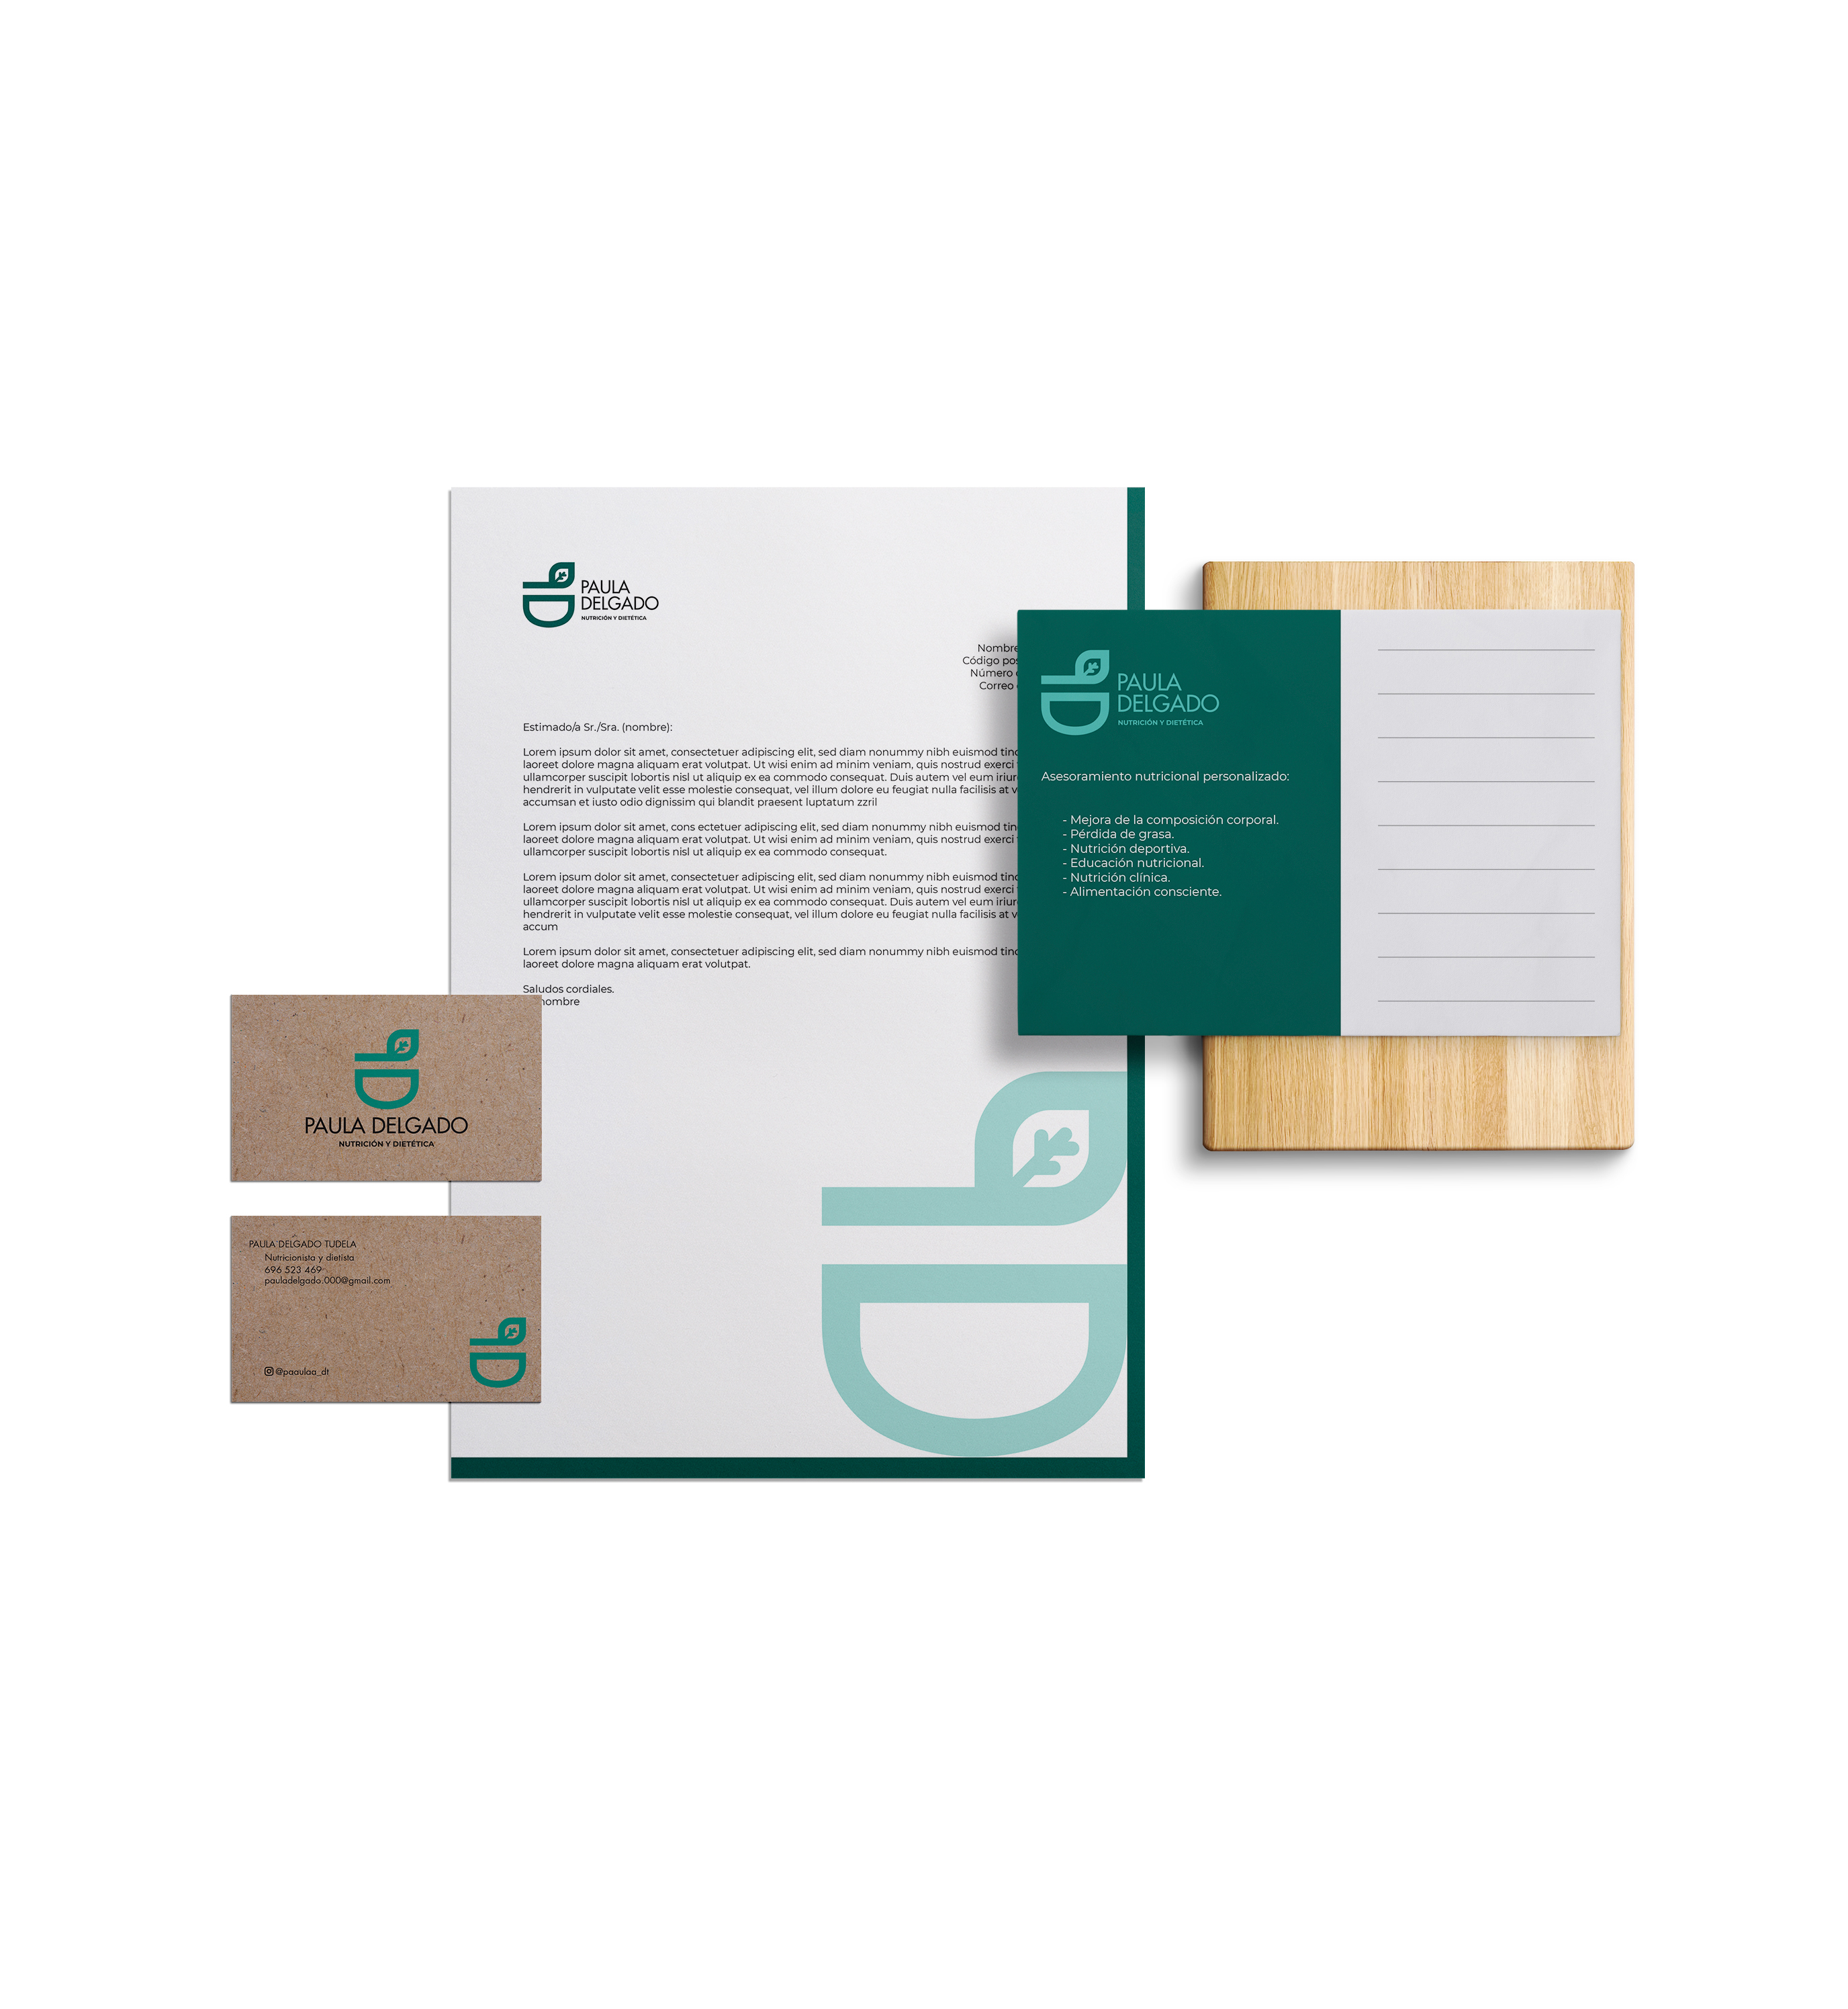 PAULA
DELGADO
NUTRICIÓN Y DIETÉTICA
Nombre
Código
Número
Correo
Estimado/a Sr./Sra. (nombre):
Lorem ipsum dolor sit amet, consectetuer adipiscing elit, sed diam nonummy nibh euismod
laoreet dolore magna aliquam erat volutpat. Ut wisi enim ad minim veniam, quis nostrud exerci
ullamcorper suscipit lobortis nisl ut aliquip ex ea commodo consequat. Duis autem vel eum
hendrerit in vulputate velit esse molestie consequat, vel illum dolore eu feugiat nulla facilisis at
accumsan et iusto odio dignissim qui blandit praesent luptatum zzril
Lorem ipsum dolor sit amet, cons ectetuer adipiscing elit, sed diam nonummy nibh euismod
laoreet dolore magna aliquam erat volutpat. Ut wisi enim ad minim veniam, quis nostrud exerci
ullamcorper suscipit lobortis nisl ut aliquip ex ea commodo consequat.
Lorem ipsum dolor sit amet, consectetuer adipiscing elit, sed diam nonummy nibh euismod
laoreet dolore magna aliquam erat volutpat. Ut wisi enim ad minim veniam, quis nostrud exerci
ullamcorper suscipit lobortis nisl ut aliquip ex ea commodo consequat. Duis autem vel eum
hendrerit in vulputate velit esse molestie consequat, vel illum dolore eu feugiat nulla facilisis at
accum
Lorem ipsum dolor sit amet, consectetuer adipiscing elit, sed diam nonummy nibh euismod
laoreet dolore magna aliquam erat volutpat.
Saludos cordiales.
nombre
PAULA
DELGADO
NUTRICIÓN Y DIETÉTICA
Asesoramiento nutricional personalizado:
- Mejora de la composición corporal.
- Pérdida de grasa.
- Nutrición deportiva.
- Educación nutricional.
- Nutrición clínica.
- Alimentación consciente.
PAULA DELGADO
NUTRICIÓN Y DIETÉTICA
PAULA DELGADO TUDELA
Nutricionista y dietista
696 523 469
pauladelgado.000@gmail.com
@paaulaa_dt